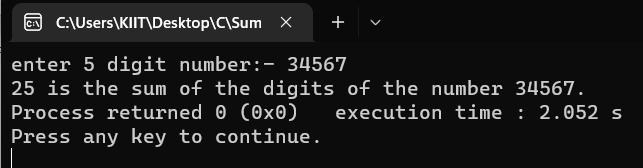 C:\Users\KIIT\Desktop\C\Sum
enter 5 digit number:- 34567
25 is the sum of the digits of the number 34567.
Process returned 0 (0x0)   execution time : 2.052 s
Press any key to continue.